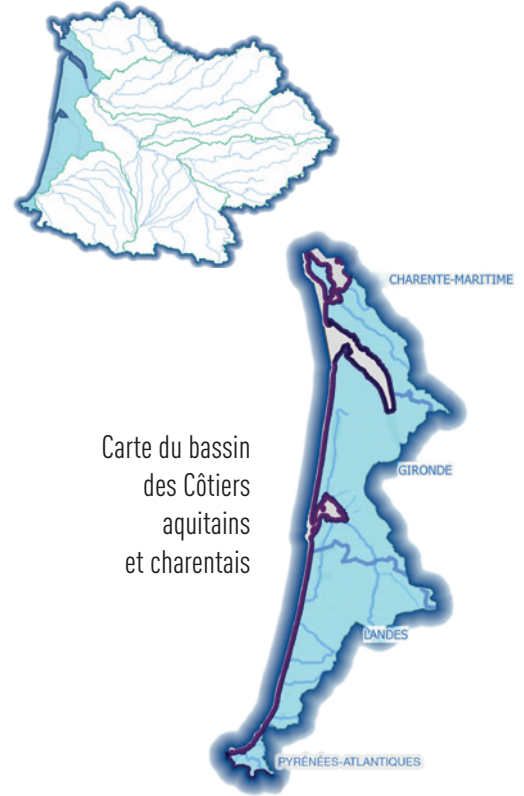 CHARENTE-MARITIME
Carte du bassin
des Côtiers
aquitains
et charentais
GIRONDE
LANDES
PYRÉNÉES-ATLANTIQUES